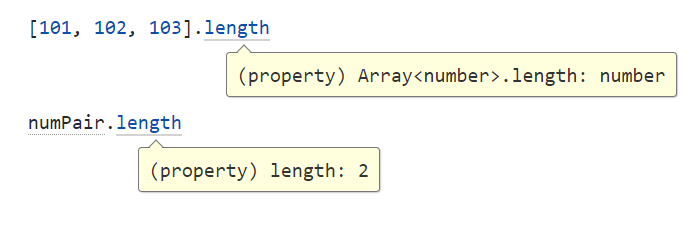 [101, 102, 103].length
(property) Array<number>.length: number
numPair.length
(property) length: 2